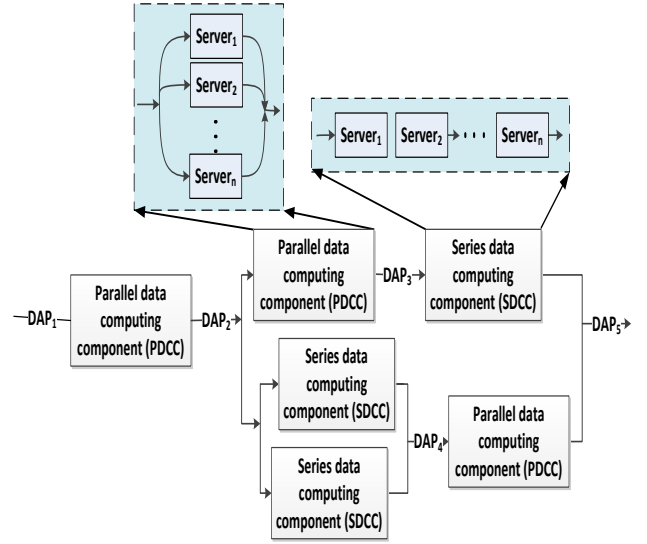 Server1
Server2
Servern
Server1 Server2 Servern
Parallel data
computing
component (PDCC)
DAP3
Series data
computing
component (SDCC)
DAP1
Parallel data
computing
component (PDCC)
DAP2
DAP5
Series data
computing
component (SDCC)
DAP4
Parallel data
computing
component (PDCC)
Series data
computing
component (SDCC)